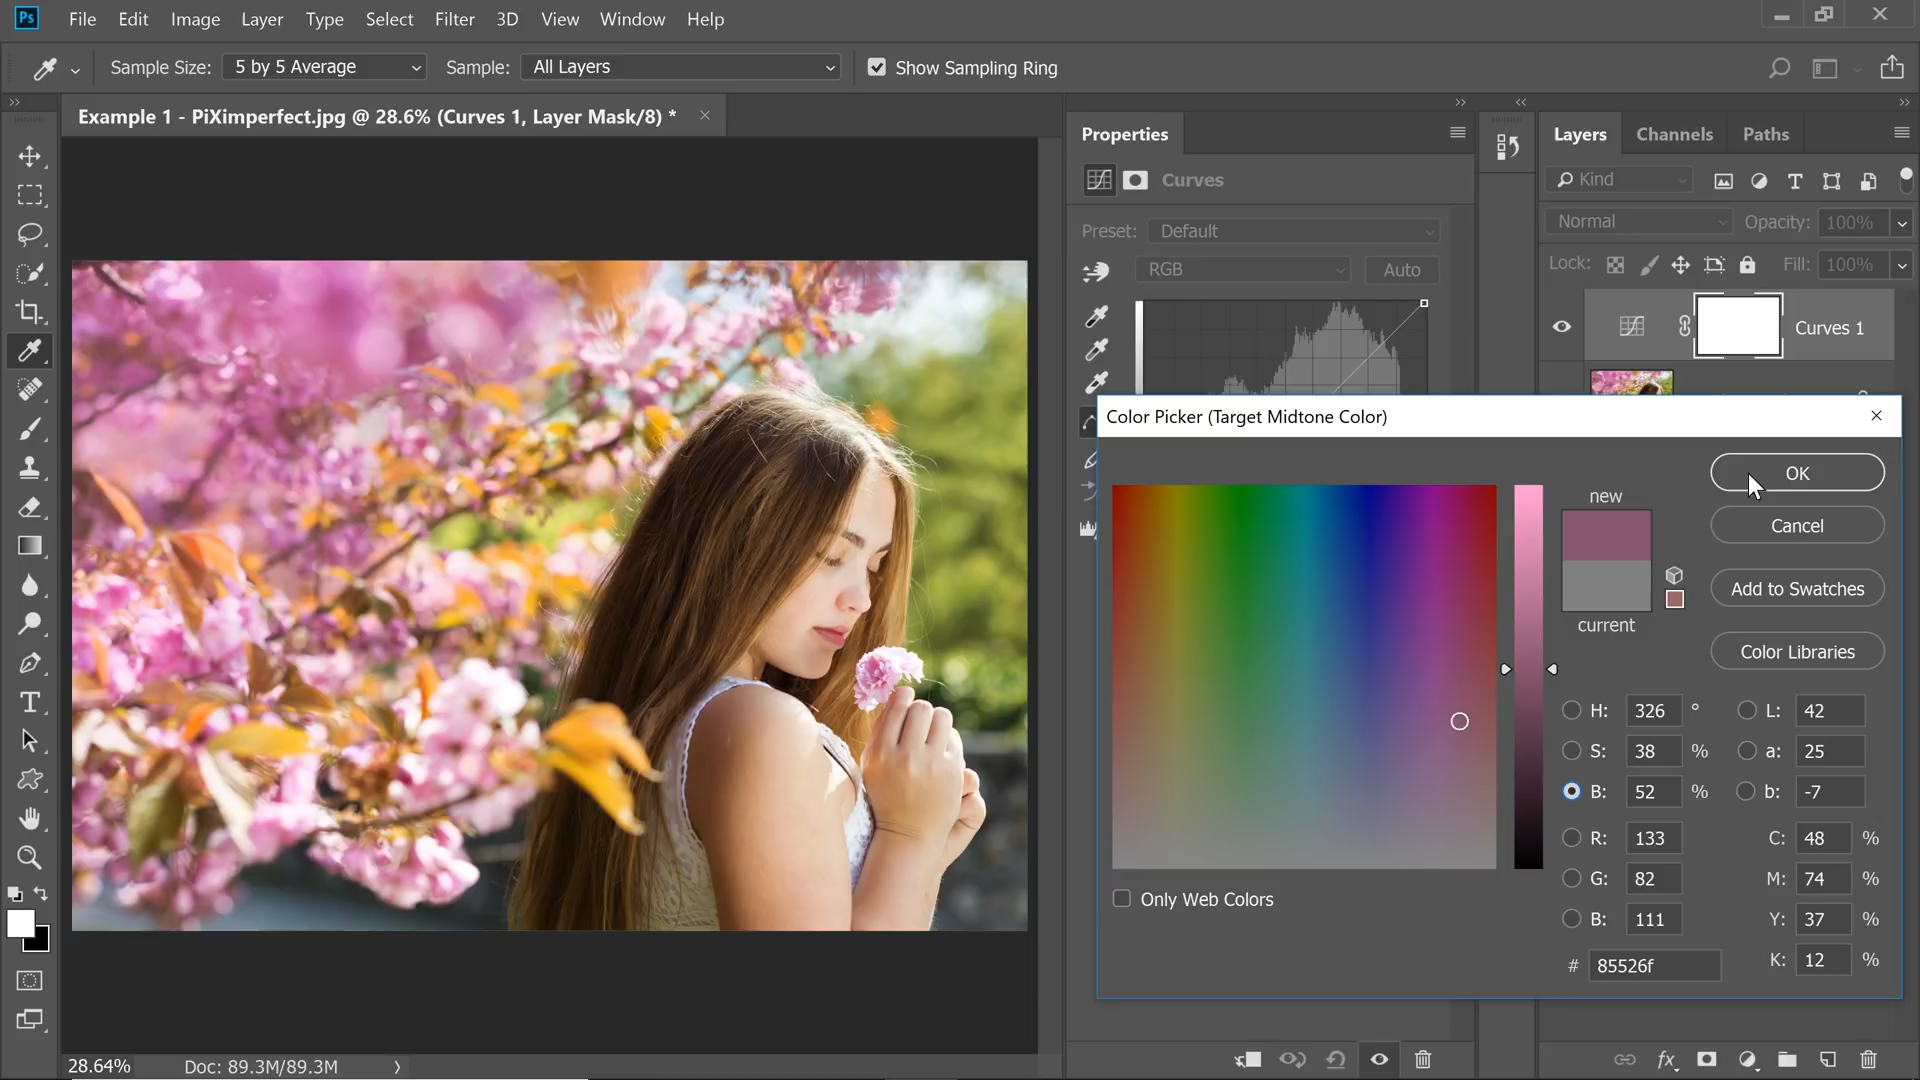 Ps File Edit Image Layer Type Select Filter 3D View Window Help
Sample Size: 5 by 5 Average Sample: All Layers Show Sampling Ring
Example 1 - PiXimperfect.jpg @ 28.6% (Curves 1, Layer Mask/8) *
Properties
Layers Channels Paths
Curves
Kind
Preset: Default
Normal Opacity: 100%
RGB Auto
Lock: Fill: 100%
Curves 1
Color Picker (Target Midtone Color)
OK
new
Cancel
Add to Swatches
current
Color Libraries
H: 326 ° L: 42
S: 38 % a: 25
B: 52 % b: -7
R: 133 C: 48 %
G: 82 M: 74 %
B: 111 Y: 37 %
# 85526f K: 12 %
Only Web Colors
28.64% Doc: 89.3M/89.3M
fx